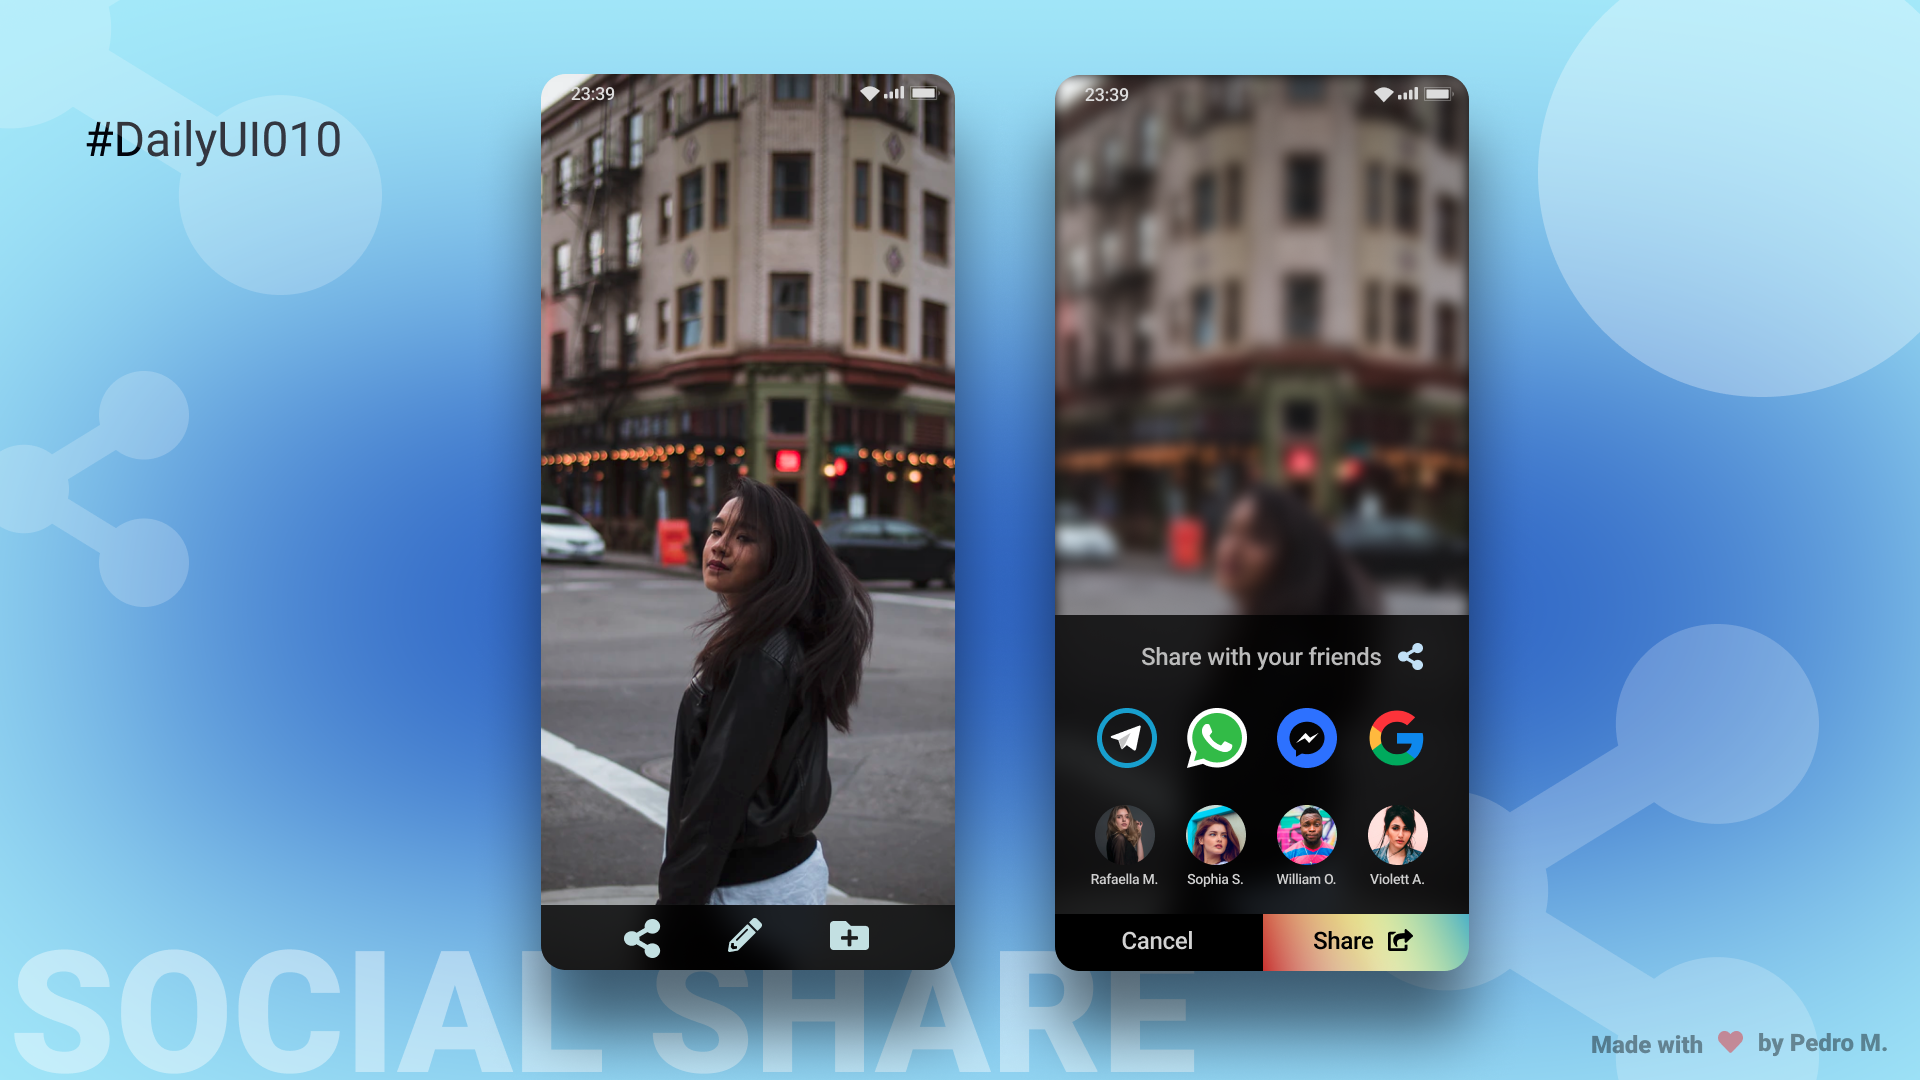 #DailyUI010
23:39
23:39
Share with your friends
Rafaella M.
Sophia S.
William O.
Violett A.
Cancel
Share
SOCIAL SHARE
Made with
by Pedro M.